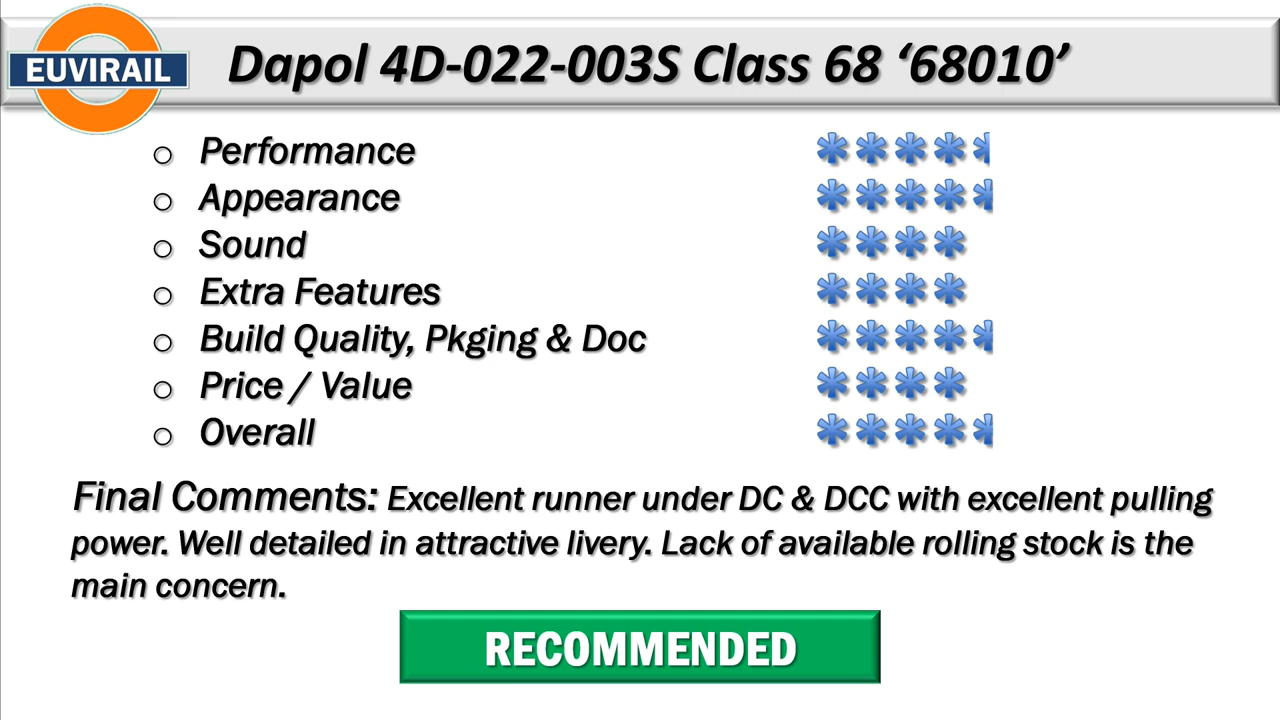 EUVIRAIL
Dapol 4D-022-003S Class 68 ‘68010’
o Performance
o Appearance
o Sound
o Extra Features
o Build Quality, Pkging & Doc
o Price / Value
o Overall
Final Comments: Excellent runner under DC & DCC with excellent pulling
power. Well detailed in attractive livery. Lack of available rolling stock is the
main concern.
RECOMMENDED